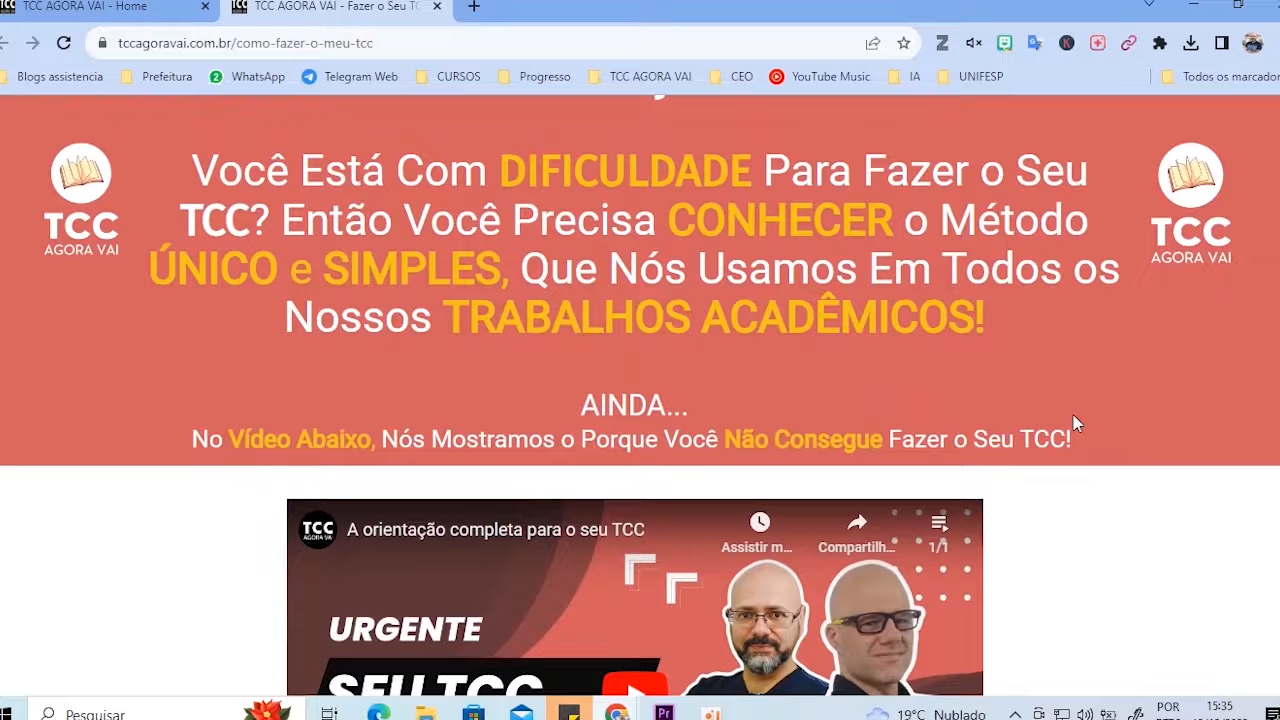 TCC AGORA VAI - Home
TCC AGORA VAI - Fazer o Seu TC
tccagoravai.com.br/como-fazer-o-meu-tcc
Blogs assistencia
Prefeitura
2 WhatsApp
Telegram Web
CURSOS
Progresso
TCC AGORA VAI
CEO
YouTube Music
IA
UNIFESP
Todos os marcador
TCC
AGORA VAI
Você Está Com DIFICULDADE Para Fazer o Seu
TCC? Então Você Precisa CONHECER o Método
ÚNICO e SIMPLES, Que Nós Usamos Em Todos os
Nossos TRABALHOS ACADÊMICOS!
TCC
AGORA VAI
AINDA...
No Vídeo Abaixo, Nós Mostramos o Porque Você Não Consegue Fazer o Seu TCC!
TCC
AGORA VAI
A orientação completa para o seu TCC
Assistir m...
Compartilh...
1/1
URGENTE
SEU TCC
Pesquisar
19°C Nublado
POR
15:35